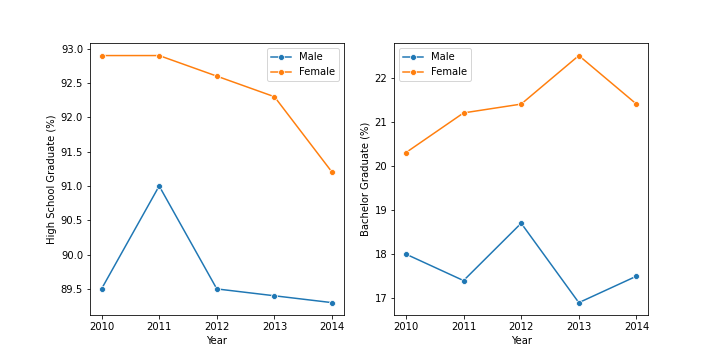 High School Graduate (%)
93.0
92.5
92.0
91.5
91.0
90.5
90.0
89.5
Male
Female
2010 2011 2012 2013 2014
Year
Bachelor Graduate (%)
22
21
20
19
18
17
Male
Female
2010 2011 2012 2013 2014
Year